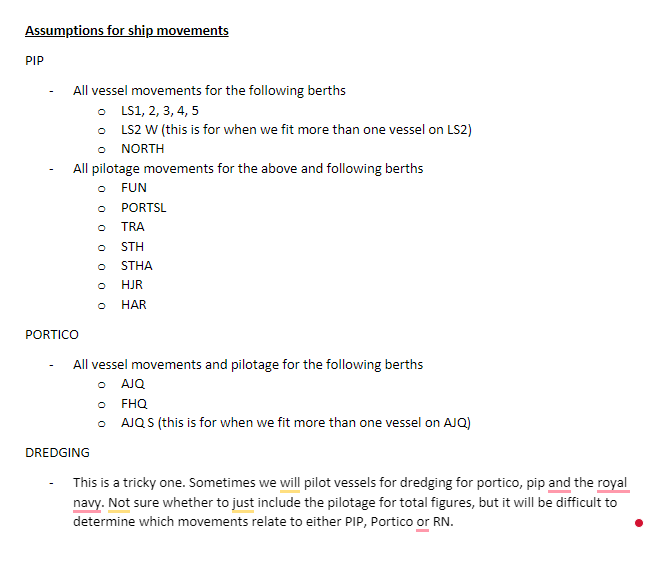 Assumptions for ship movements
PIP
- All vessel movements for the following berths
o LS1, 2, 3, 4, 5
o LS2 W (this is for when we fit more than one vessel on LS2)
o NORTH
- All pilotage movements for the above and following berths
o FUN
o PORTSL
o TRA
o STH
o STHA
o HJR
o HAR
PORTICO
- All vessel movements and pilotage for the following berths
o AJQ
o FHQ
o AJQ S (this is for when we fit more than one vessel on AJQ)
DREDGING
- This is a tricky one. Sometimes we will pilot vessels for dredging for portico, pip and the royal
navy. Not sure whether to just include the pilotage for total figures, but it will be difficult to
determine which movements relate to either PIP, Portico or RN.